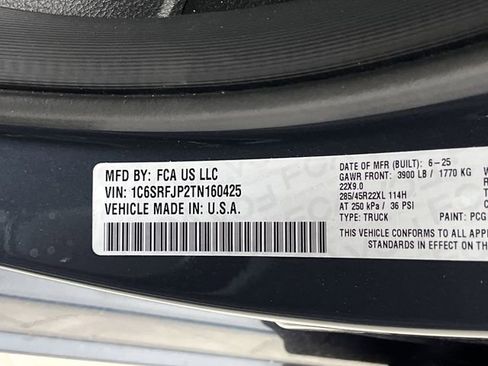 MFD BY: FCA US LLC
VIN: 1C6SRFJP2TN160425
VEHICLE MADE IN: U.S.A.
DATE OF MFR (BUILT): 6-25
GAWR FRONT: 3900 LB / 1770 KG
22X9.0
285/45R22XL 114H
AT 250 kPa / 36 PSI
TYPE: TRUCK PAINT: PCG
THIS VEHICLE CONFORMS TO ALL
STANDARDS IN EFFECT ON THE